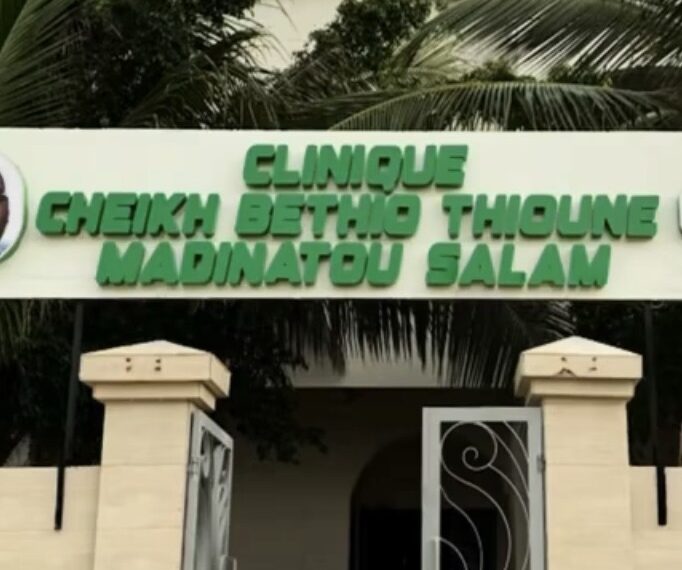 CLINIQUE
CHEIKH BETHIO THIOUNE
MADINATOU SALAM